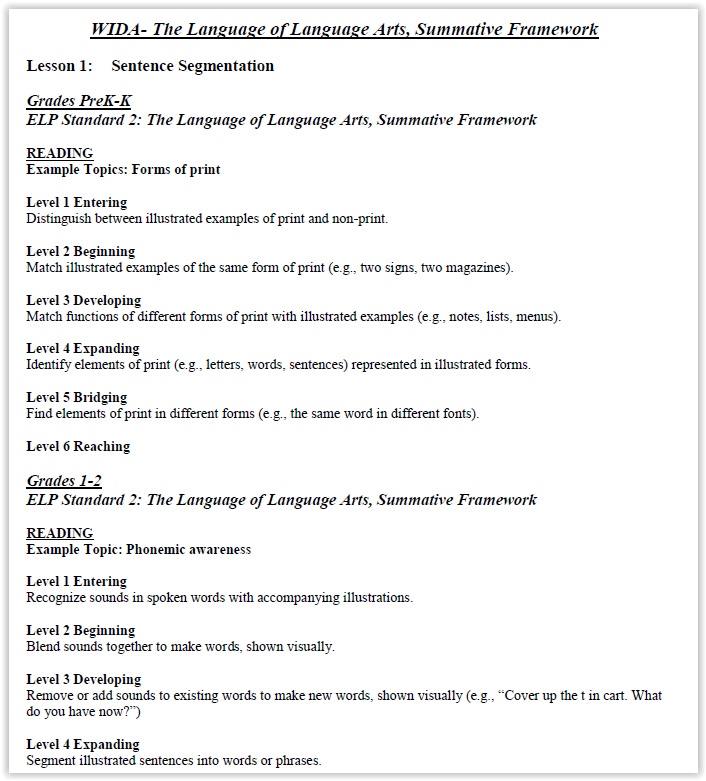 WIDA- The Language of Language Arts, Summative Framework
Lesson 1: Sentence Segmentation
Grades PreK-K
ELP Standard 2: The Language of Language Arts, Summative Framework
READING
Example Topics: Forms of print
Level 1 Entering
Distinguish between illustrated examples of print and non-print.
Level 2 Beginning
Match illustrated examples of the same form of print (e.g., two signs, two magazines).
Level 3 Developing
Match functions of different forms of print with illustrated examples (e.g., notes, lists, menus).
Level 4 Expanding
Identify elements of print (e.g., letters, words, sentences) represented in illustrated forms.
Level 5 Bridging
Find elements of print in different forms (e.g., the same word in different fonts).
Level 6 Reaching
Grades 1-2
ELP Standard 2: The Language of Language Arts, Summative Framework
READING
Example Topic: Phonemic awareness
Level 1 Entering
Recognize sounds in spoken words with accompanying illustrations.
Level 2 Beginning
Blend sounds together to make words, shown visually.
Level 3 Developing
Remove or add sounds to existing words to make new words, shown visually (e.g., “Cover up the t in cart. What
do you have now?”)
Level 4 Expanding
Segment illustrated sentences into words or phrases.